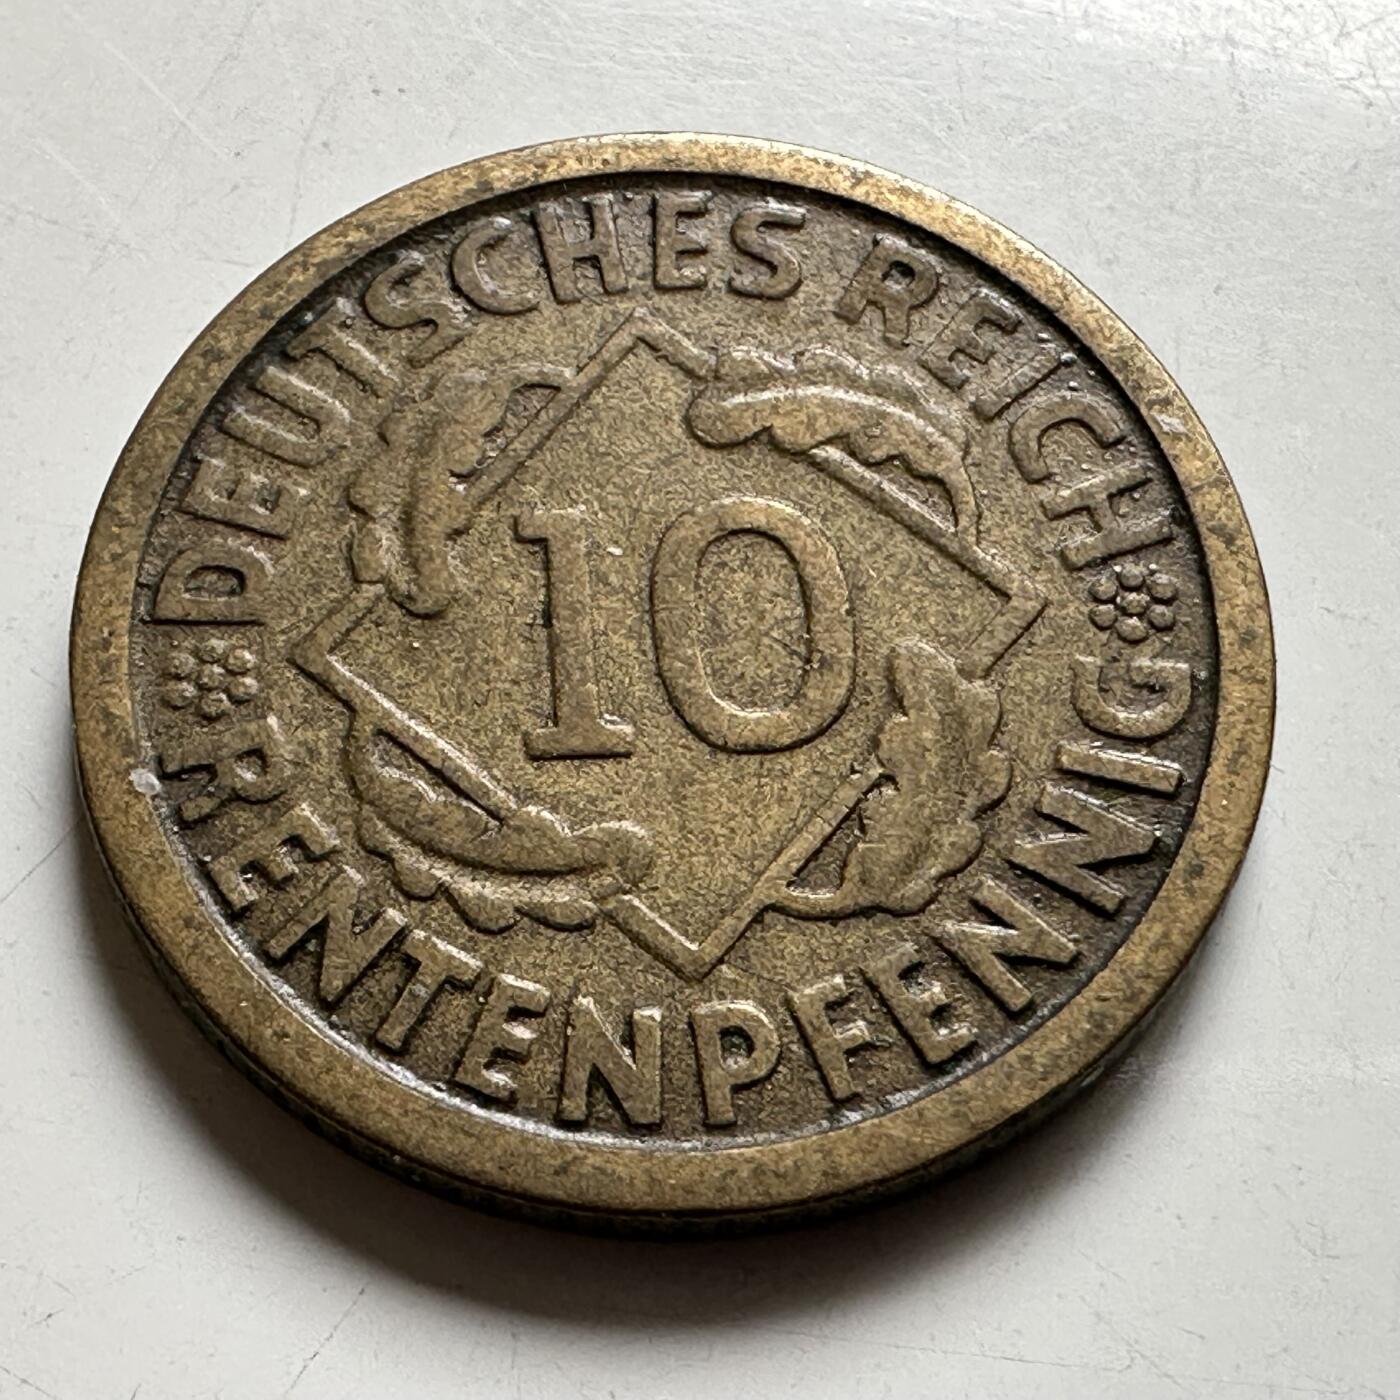 DEUTSCHES REICH
10
RENTENPFENNIG